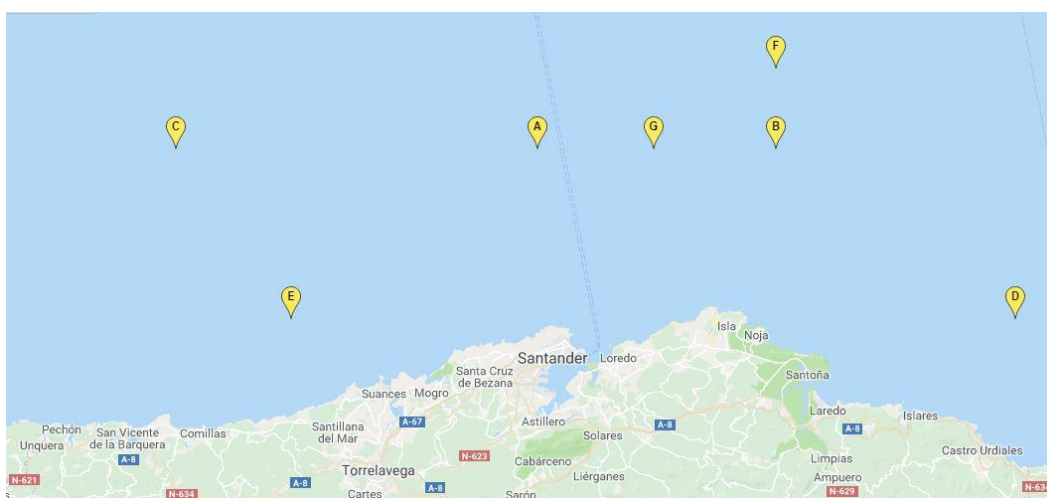 F
C
A
G
B
E
D
Isla
Noja
Santander
Loredo
Santa Cruz
de Bezana
Santoña
Suances
Mogro
Laredo
Islares
Pechón
San Vicente
de la Barquera
Comillas
Santillana
del Mar
A-67
Astillero
A-8
Solares
A-8
Unquera
A-8
N-623
Cabárceno
Limpias
Castro Urdiales
Torrelavega
Liérganes
Ampuero
N-621
N-634
Cartes
A-8
Sarón
N-629
N-634